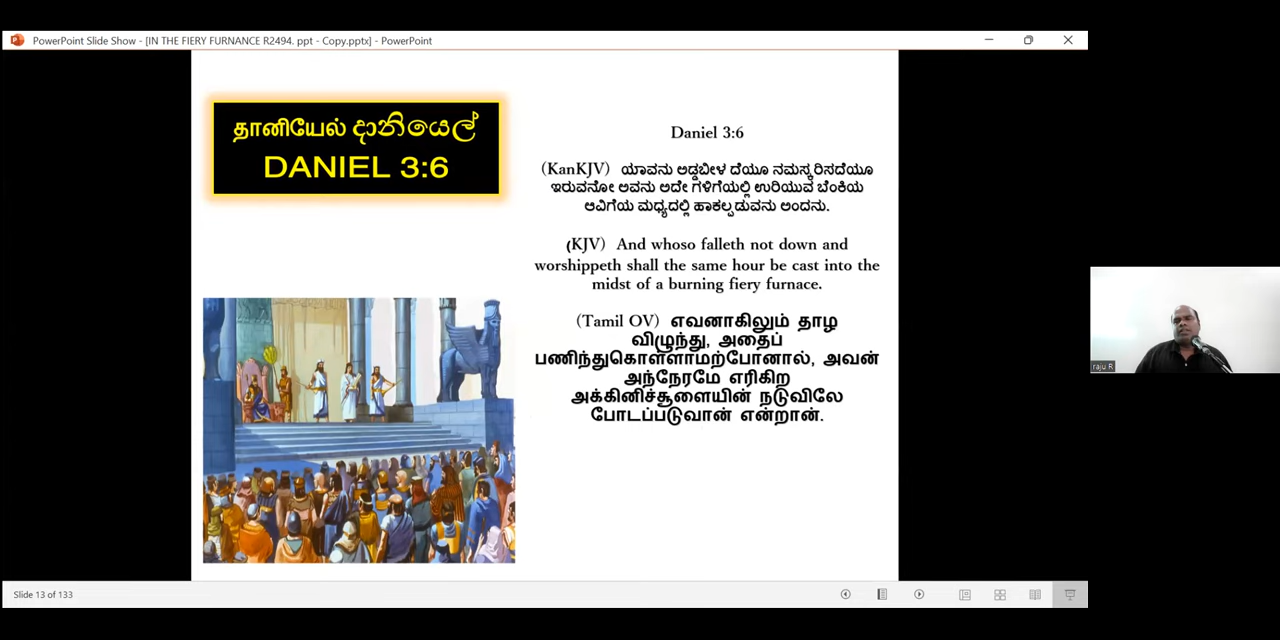 PowerPoint Slide Show - [IN THE FIERY FURNANCE R2494. ppt - Copy.pptx] - PowerPoint
தானியேல் දානියෙල්
DANIEL 3:6
Daniel 3:6
(KanKJV) ಯಾವನು ಅಡ್ಡಬೀಳ ದೆಯೂ ನಮಸ್ಕರಿಸದೆಯೂ
ಇರುವನೋ ಅವನು ಅದೇ ಗಳಿಗೆಯಲ್ಲಿ ಉರಿಯುವ ಬೆಂಕಿಯ
ಆವಿಗೆಯ ಮಧ್ಯದಲ್ಲಿ ಹಾಕಲ್ಪಡುವನು ಅಂದನು.
(KJV) And whoso falleth not down and
worshippeth shall the same hour be cast into the
midst of a burning fiery furnace.
(Tamil OV) எவனாகிலும் தாழ
விழுந்து, அதைப்
பணிந்துகொள்ளாமற்போனால், அவன்
அந்நேரமே எரிகிற
அக்கினிச்சூளையின் நடுவிலே
போடப்படுவான் என்றான்.
raju R
Slide 13 of 133